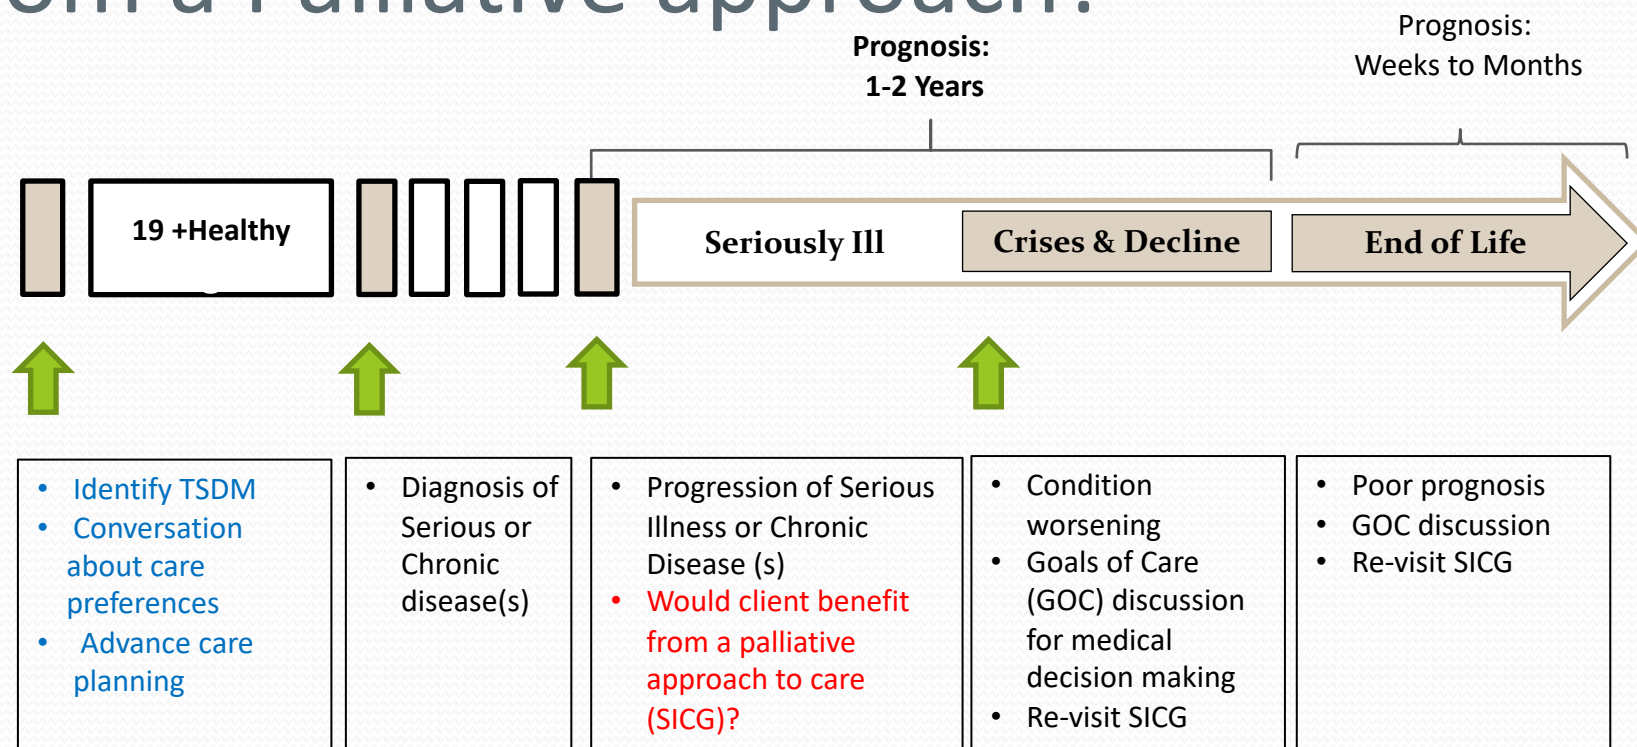 om a Palliative approach?
Prognosis:
1-2 Years
Prognosis:
Weeks to Months
19 +Healthy
Seriously Ill
Crises & Decline
End of Life
• Identify TSDM
• Conversation
about care
preferences
• Advance care
planning
• Diagnosis of
Serious or
Chronic
disease(s)
• Progression of Serious
Illness or Chronic
Disease (s)
• Would client benefit
from a palliative
approach to care
(SICG)?
• Condition
worsening
• Goals of Care
(GOC) discussion
for medical
decision making
• Re-visit SICG
• Poor prognosis
• GOC discussion
• Re-visit SICG